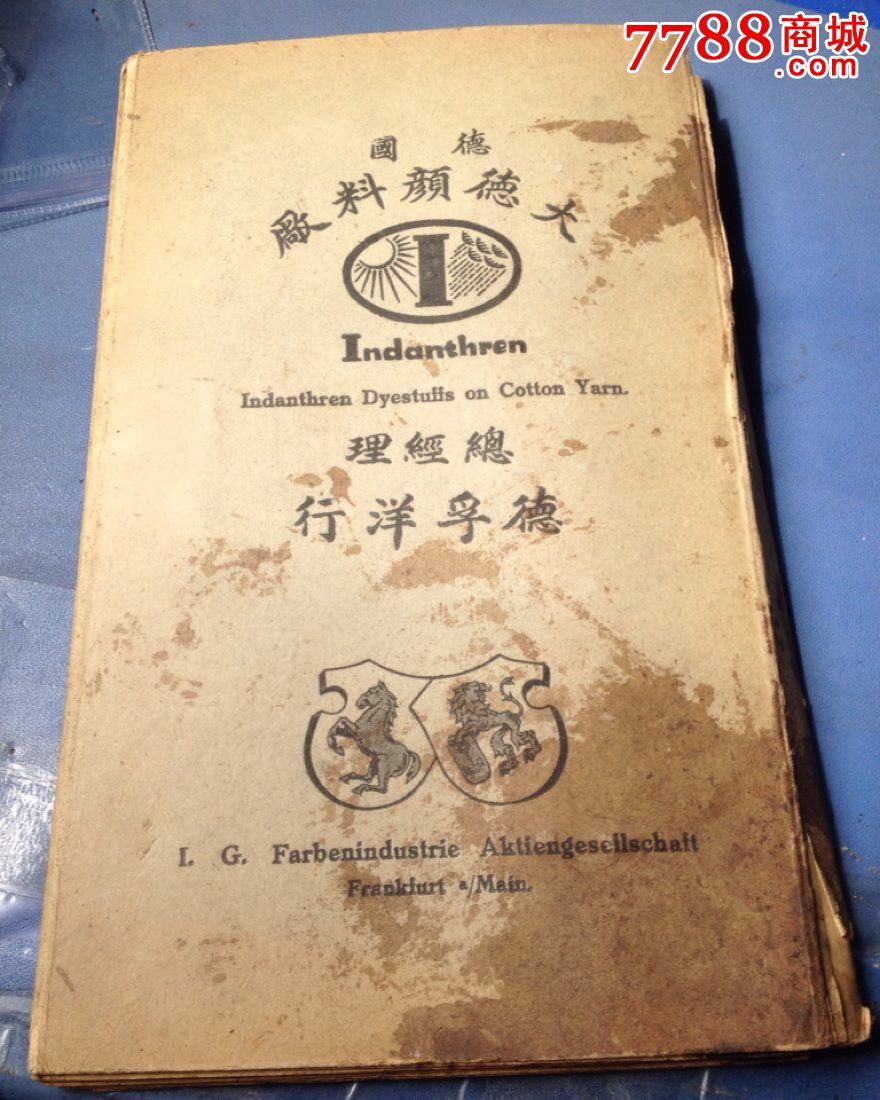 7788商城
.com
德國
大德顏料廠
I
Indanthren
Indanthren Dyestuffs on Cotton Yarn.
總經理
德孚洋行
I. G. Farbenindustrie Aktiengesellschaft
Frankfurt a/Main.